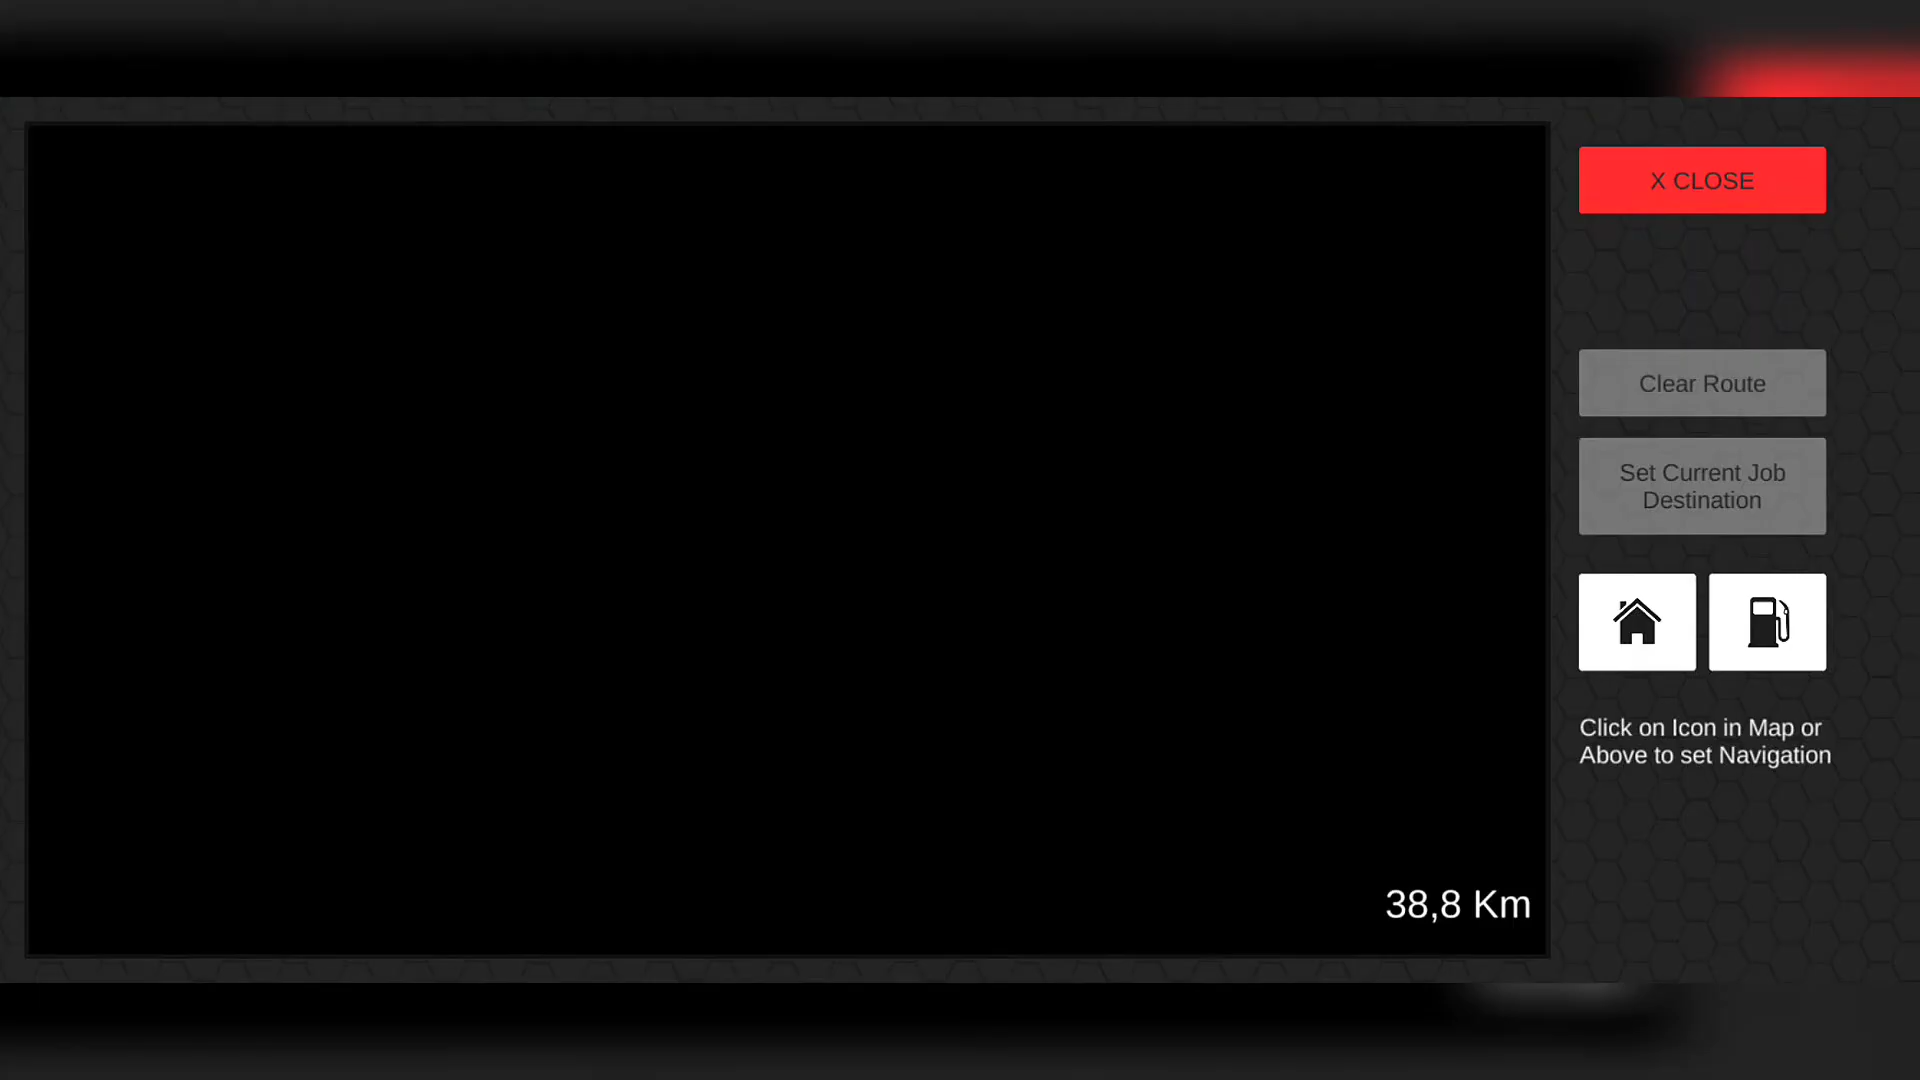 X CLOSE
Clear Route
Set Current Job
Destination
Click on Icon in Map or
Above to set Navigation
38,8 Km